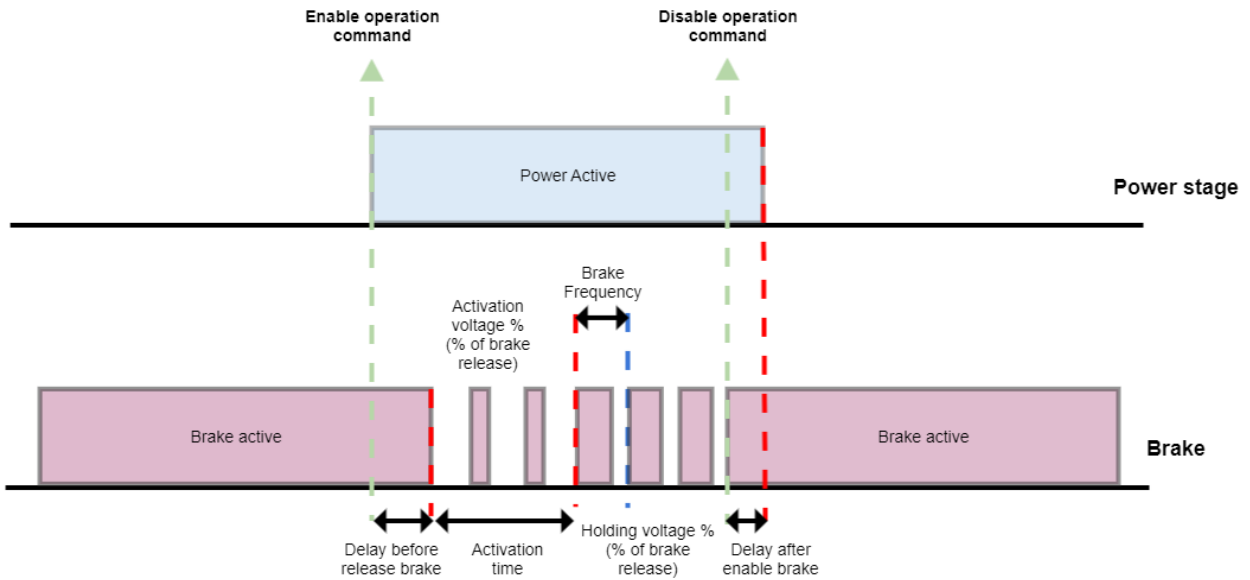 Enable operation
command
Disable operation
command
Power Active
Power stage
Brake
Frequency
Activation
voltage %
(% of brake
release)
Brake active
Brake active
Brake
Delay before
release brake
Activation
time
Holding voltage %
(% of brake
release)
Delay after
enable brake